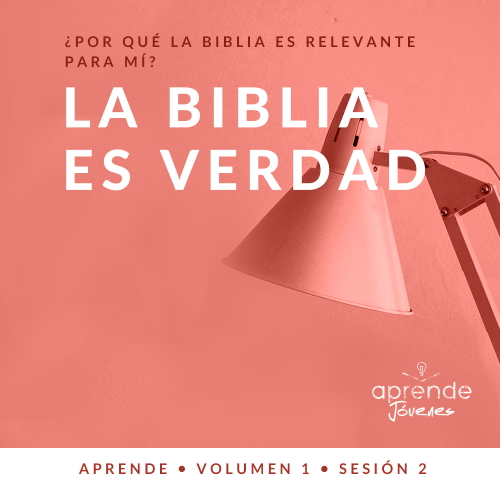 ¿POR QUÉ LA BIBLIA ES RELEVANTE
PARA MÍ?
LA BIBLIA
ES VERDAD
aprende
Jóvenes
APRENDE • VOLUMEN 1 • SESIÓN 2